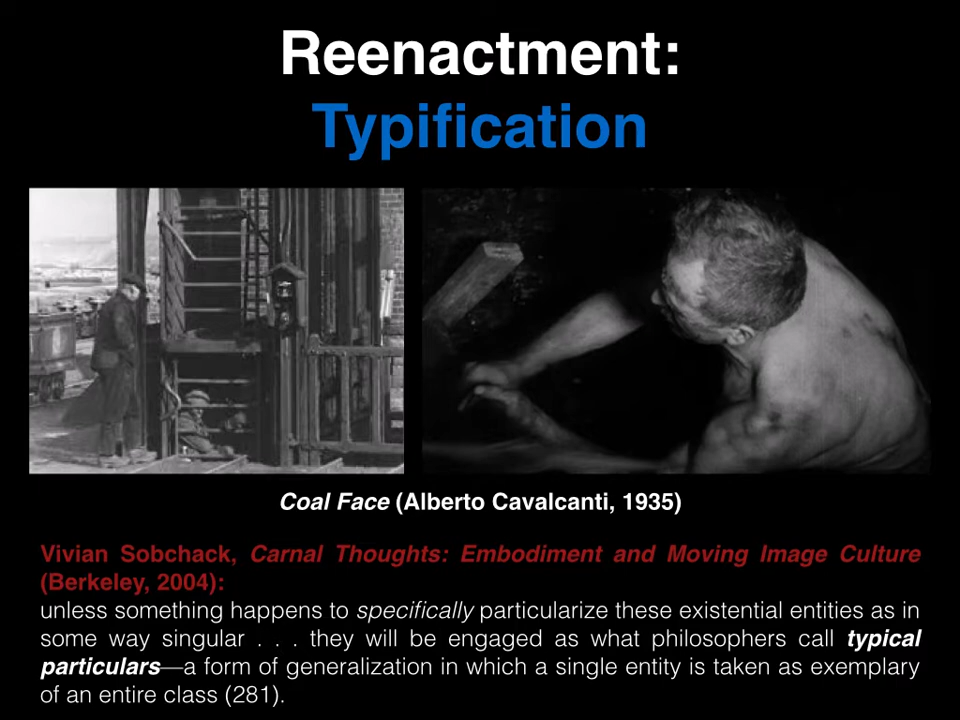 Reenactment:
Typification
Coal Face (Alberto Cavalcanti, 1935)
Vivian Sobchack, Carnal Thoughts: Embodiment and Moving Image Culture
(Berkeley, 2004):
unless something happens to specifically particularize these existential entities as in
some way singular . . . they will be engaged as what philosophers call typical
particulars—a form of generalization in which a single entity is taken as exemplary
of an entire class (281).